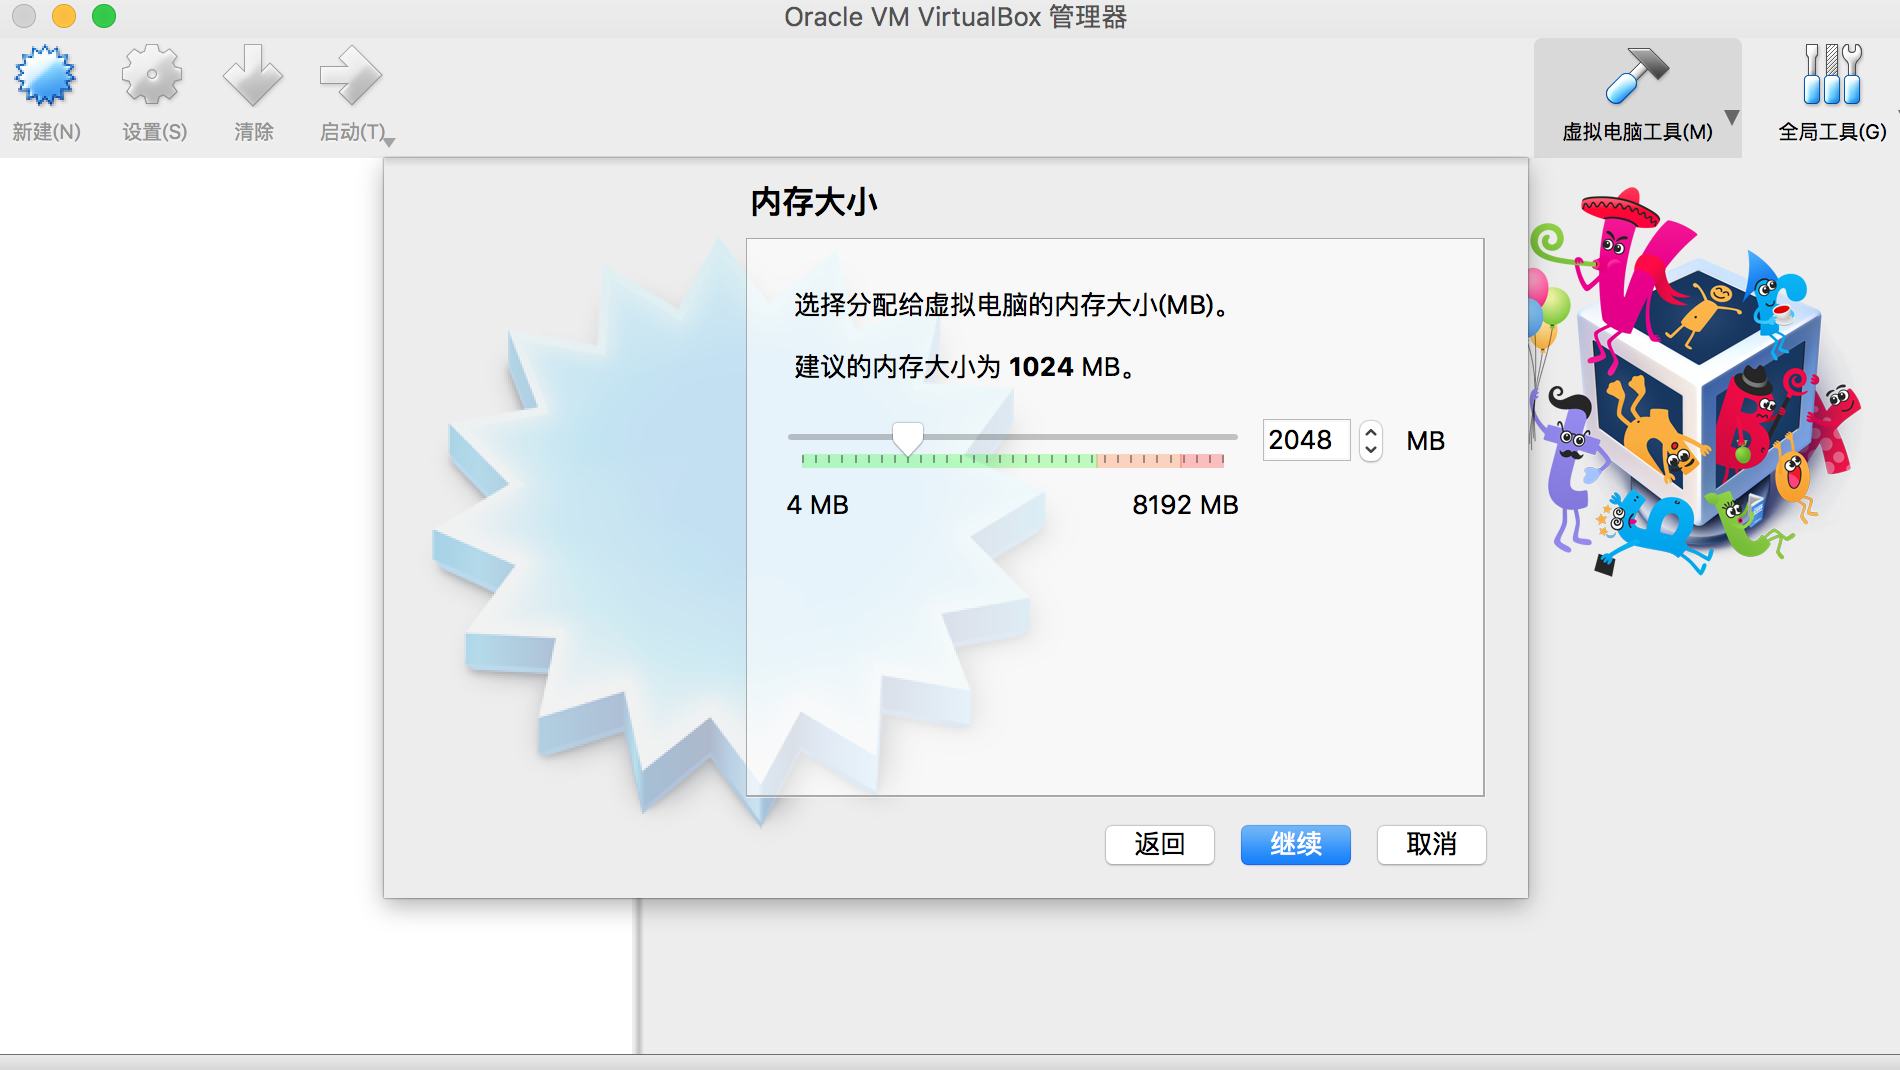 Oracle VM VirtualBox 管理器
新建(N)
设置(S)
清除
启动(T)
虚拟电脑工具(M)
全局工具(G)
内存大小
选择分配给虚拟电脑的内存大小(MB)。
建议的内存大小为 1024 MB。
2048
MB
4 MB
8192 MB
返回
继续
取消